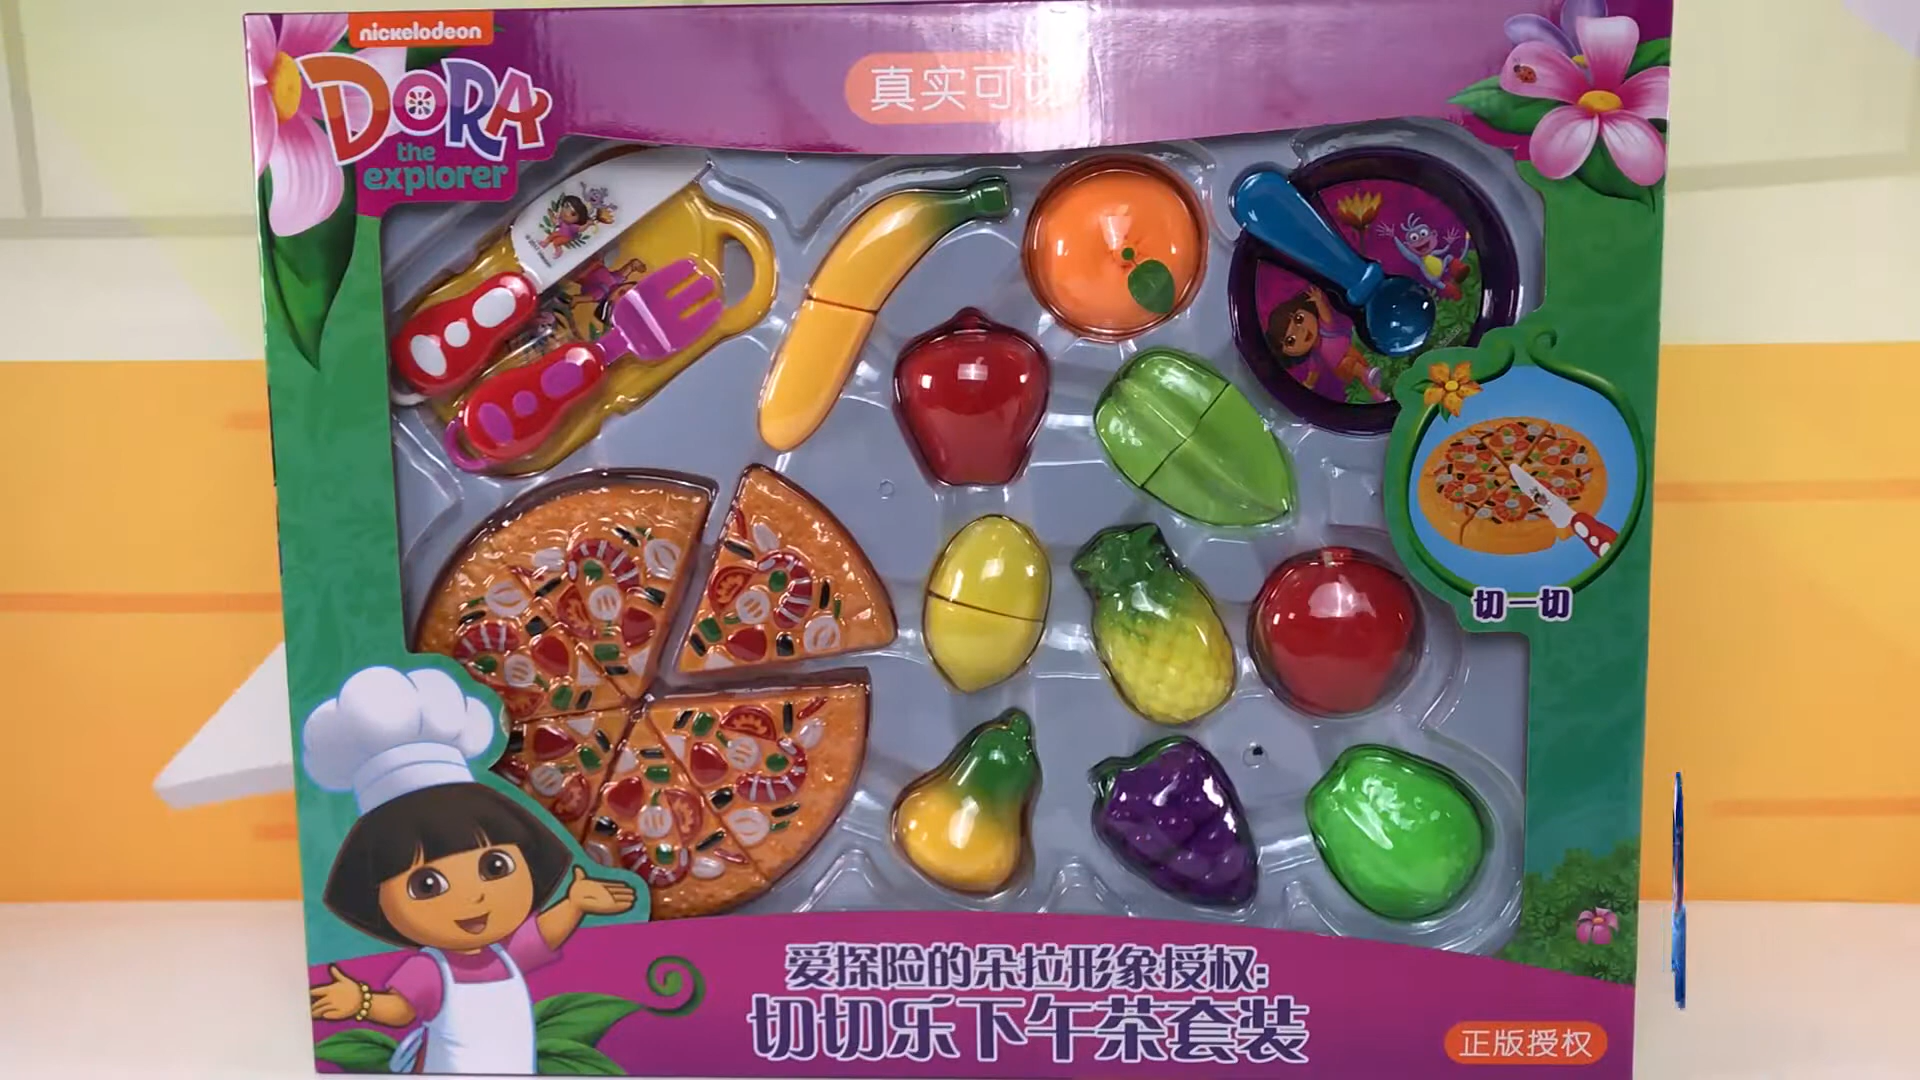 nickelodeon
DORA
the
explorer
真实可切
切一切
爱探险的朵拉形象授权:
切切乐下午茶套装
正版授权